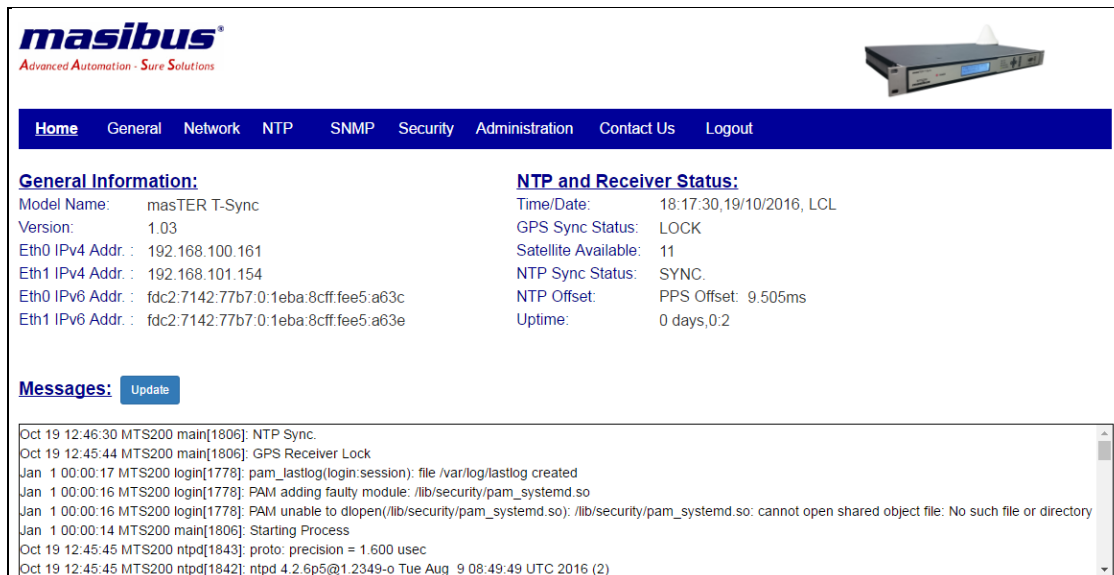 masibus®
Advanced Automation - Sure Solutions
Home General Network NTP SNMP Security Administration Contact Us Logout
General Information:
Model Name: masTER T-Sync
Version: 1.03
Eth0 IPv4 Addr. : 192.168.100.161
Eth1 IPv4 Addr. : 192.168.101.154
Eth0 IPv6 Addr. : fdc2:7142:77b7:0:1eba:8cff:fee5:a63c
Eth1 IPv6 Addr. : fdc2:7142:77b7:0:1eba:8cff:fee5:a63e
NTP and Receiver Status:
Time/Date: 18:17:30,19/10/2016, LCL
GPS Sync Status: LOCK
Satellite Available: 11
NTP Sync Status: SYNC.
NTP Offset: PPS Offset: 9.505ms
Uptime: 0 days,0:2
Messages: Update
Oct 19 12:46:30 MTS200 main[1806]: NTP Sync.
Oct 19 12:45:44 MTS200 main[1806]: GPS Receiver Lock
Jan 1 00:00:17 MTS200 login[1778]: pam_lastlog(login:session): file /var/log/lastlog created
Jan 1 00:00:16 MTS200 login[1778]: PAM adding faulty module: /lib/security/pam_systemd.so
Jan 1 00:00:16 MTS200 login[1778]: PAM unable to dlopen(/lib/security/pam_systemd.so): /lib/security/pam_systemd.so: cannot open shared object file: No such file or directory
Jan 1 00:00:14 MTS200 main[1806]: Starting Process
Oct 19 12:45:45 MTS200 ntpd[1843]: proto: precision = 1.600 usec
Oct 19 12:45:45 MTS200 ntpd[1842]: ntpd 4.2.6p5@1.2349-o Tue Aug 9 08:49:49 UTC 2016 (2)